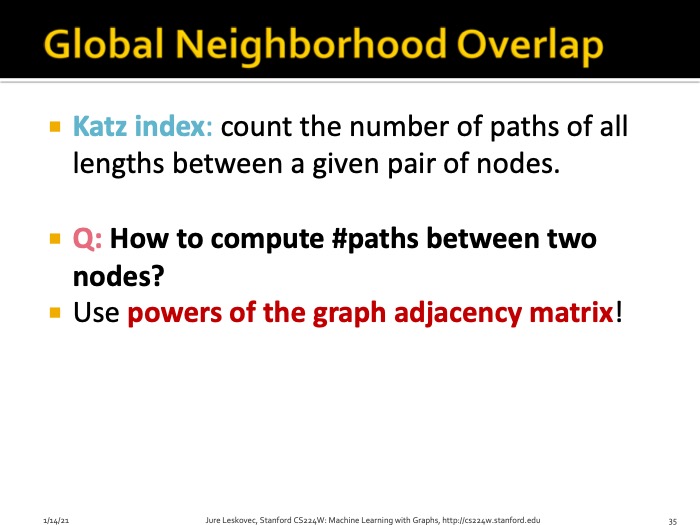 Global Neighborhood Overlap
Katz index: count the number of paths of all
lengths between a given pair of nodes.
Q: How to compute #paths between two
nodes?
Use powers of the graph adjacency matrix!
1/14/21
Jure Leskovec, Stanford CS224W: Machine Learning with Graphs, http://cs224w.stanford.edu
35